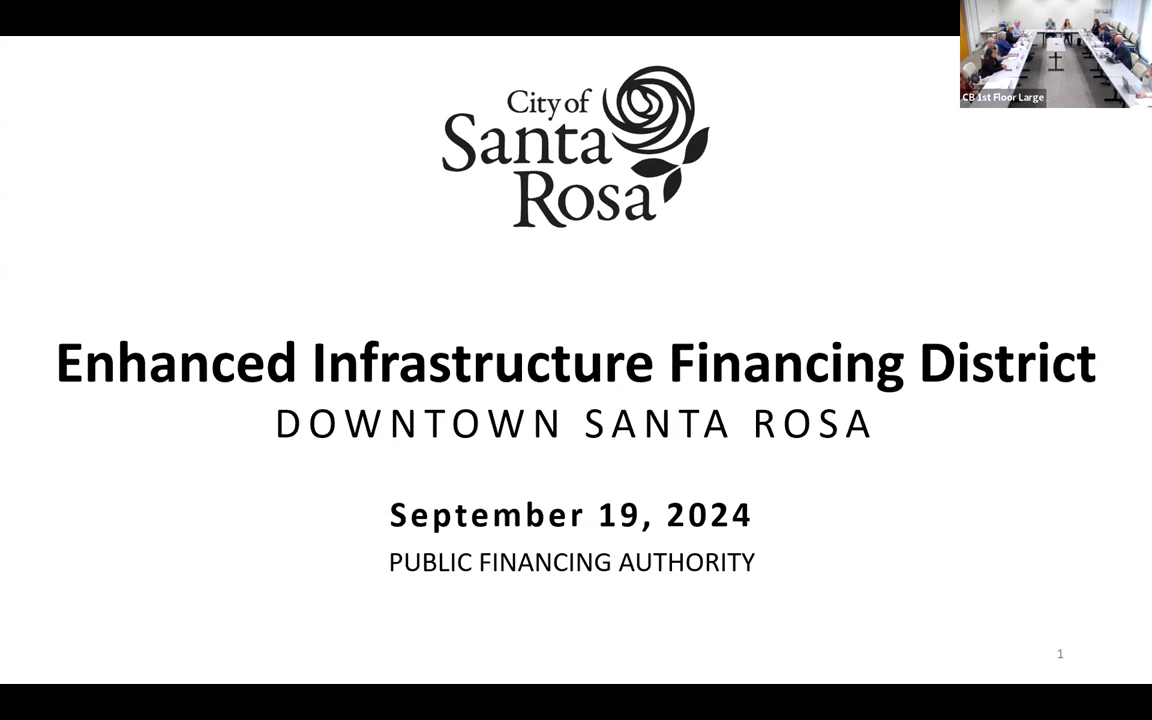 CB 1st Floor Large
City of
Santa
Rosa
Enhanced Infrastructure Financing District
DOWNTOWN SANTA ROSA
September 19, 2024
PUBLIC FINANCING AUTHORITY
1